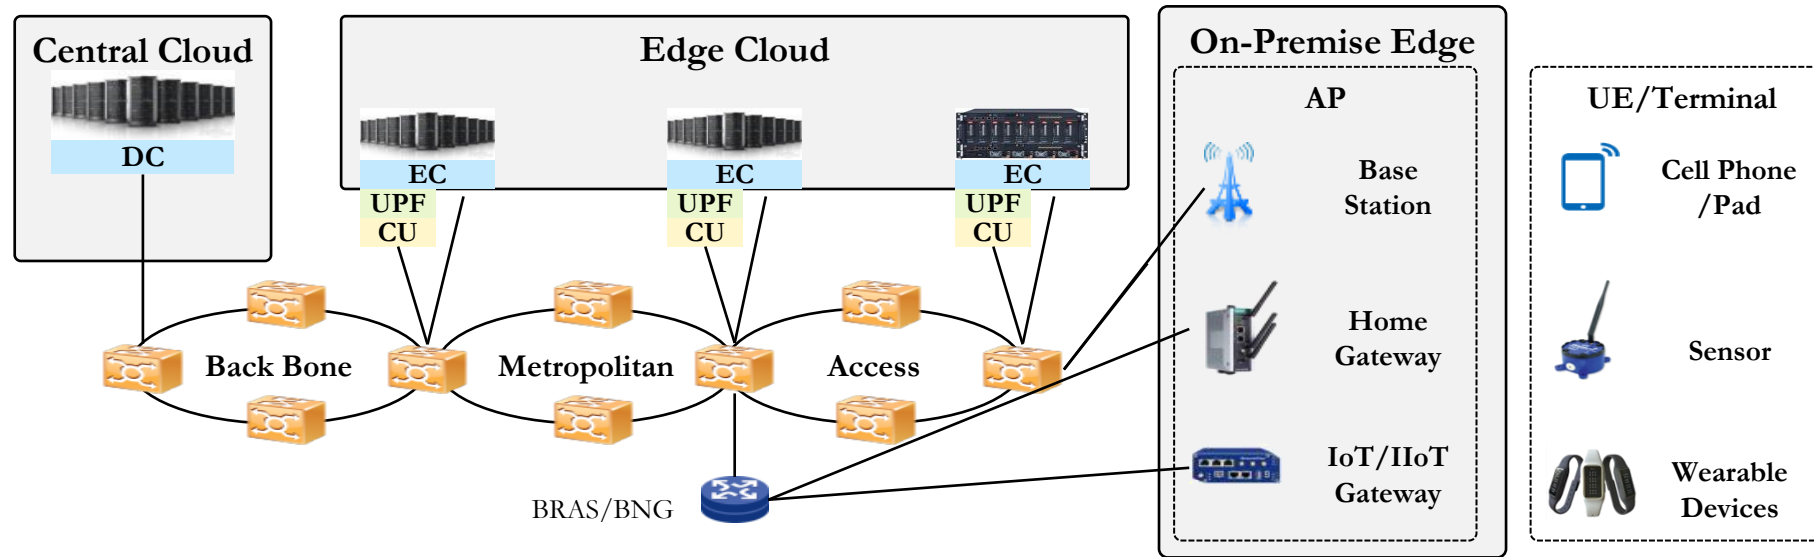 Central Cloud
DC
Edge Cloud
EC
UPF
CU
EC
UPF
CU
EC
UPF
CU
Back Bone
Metropolitan
Access
BRAS/BNG
On-Premise Edge
AP
Base
Station
Home
Gateway
IoT/IIoT
Gateway
UE/Terminal
Cell Phone
/Pad
Sensor
Wearable
Devices